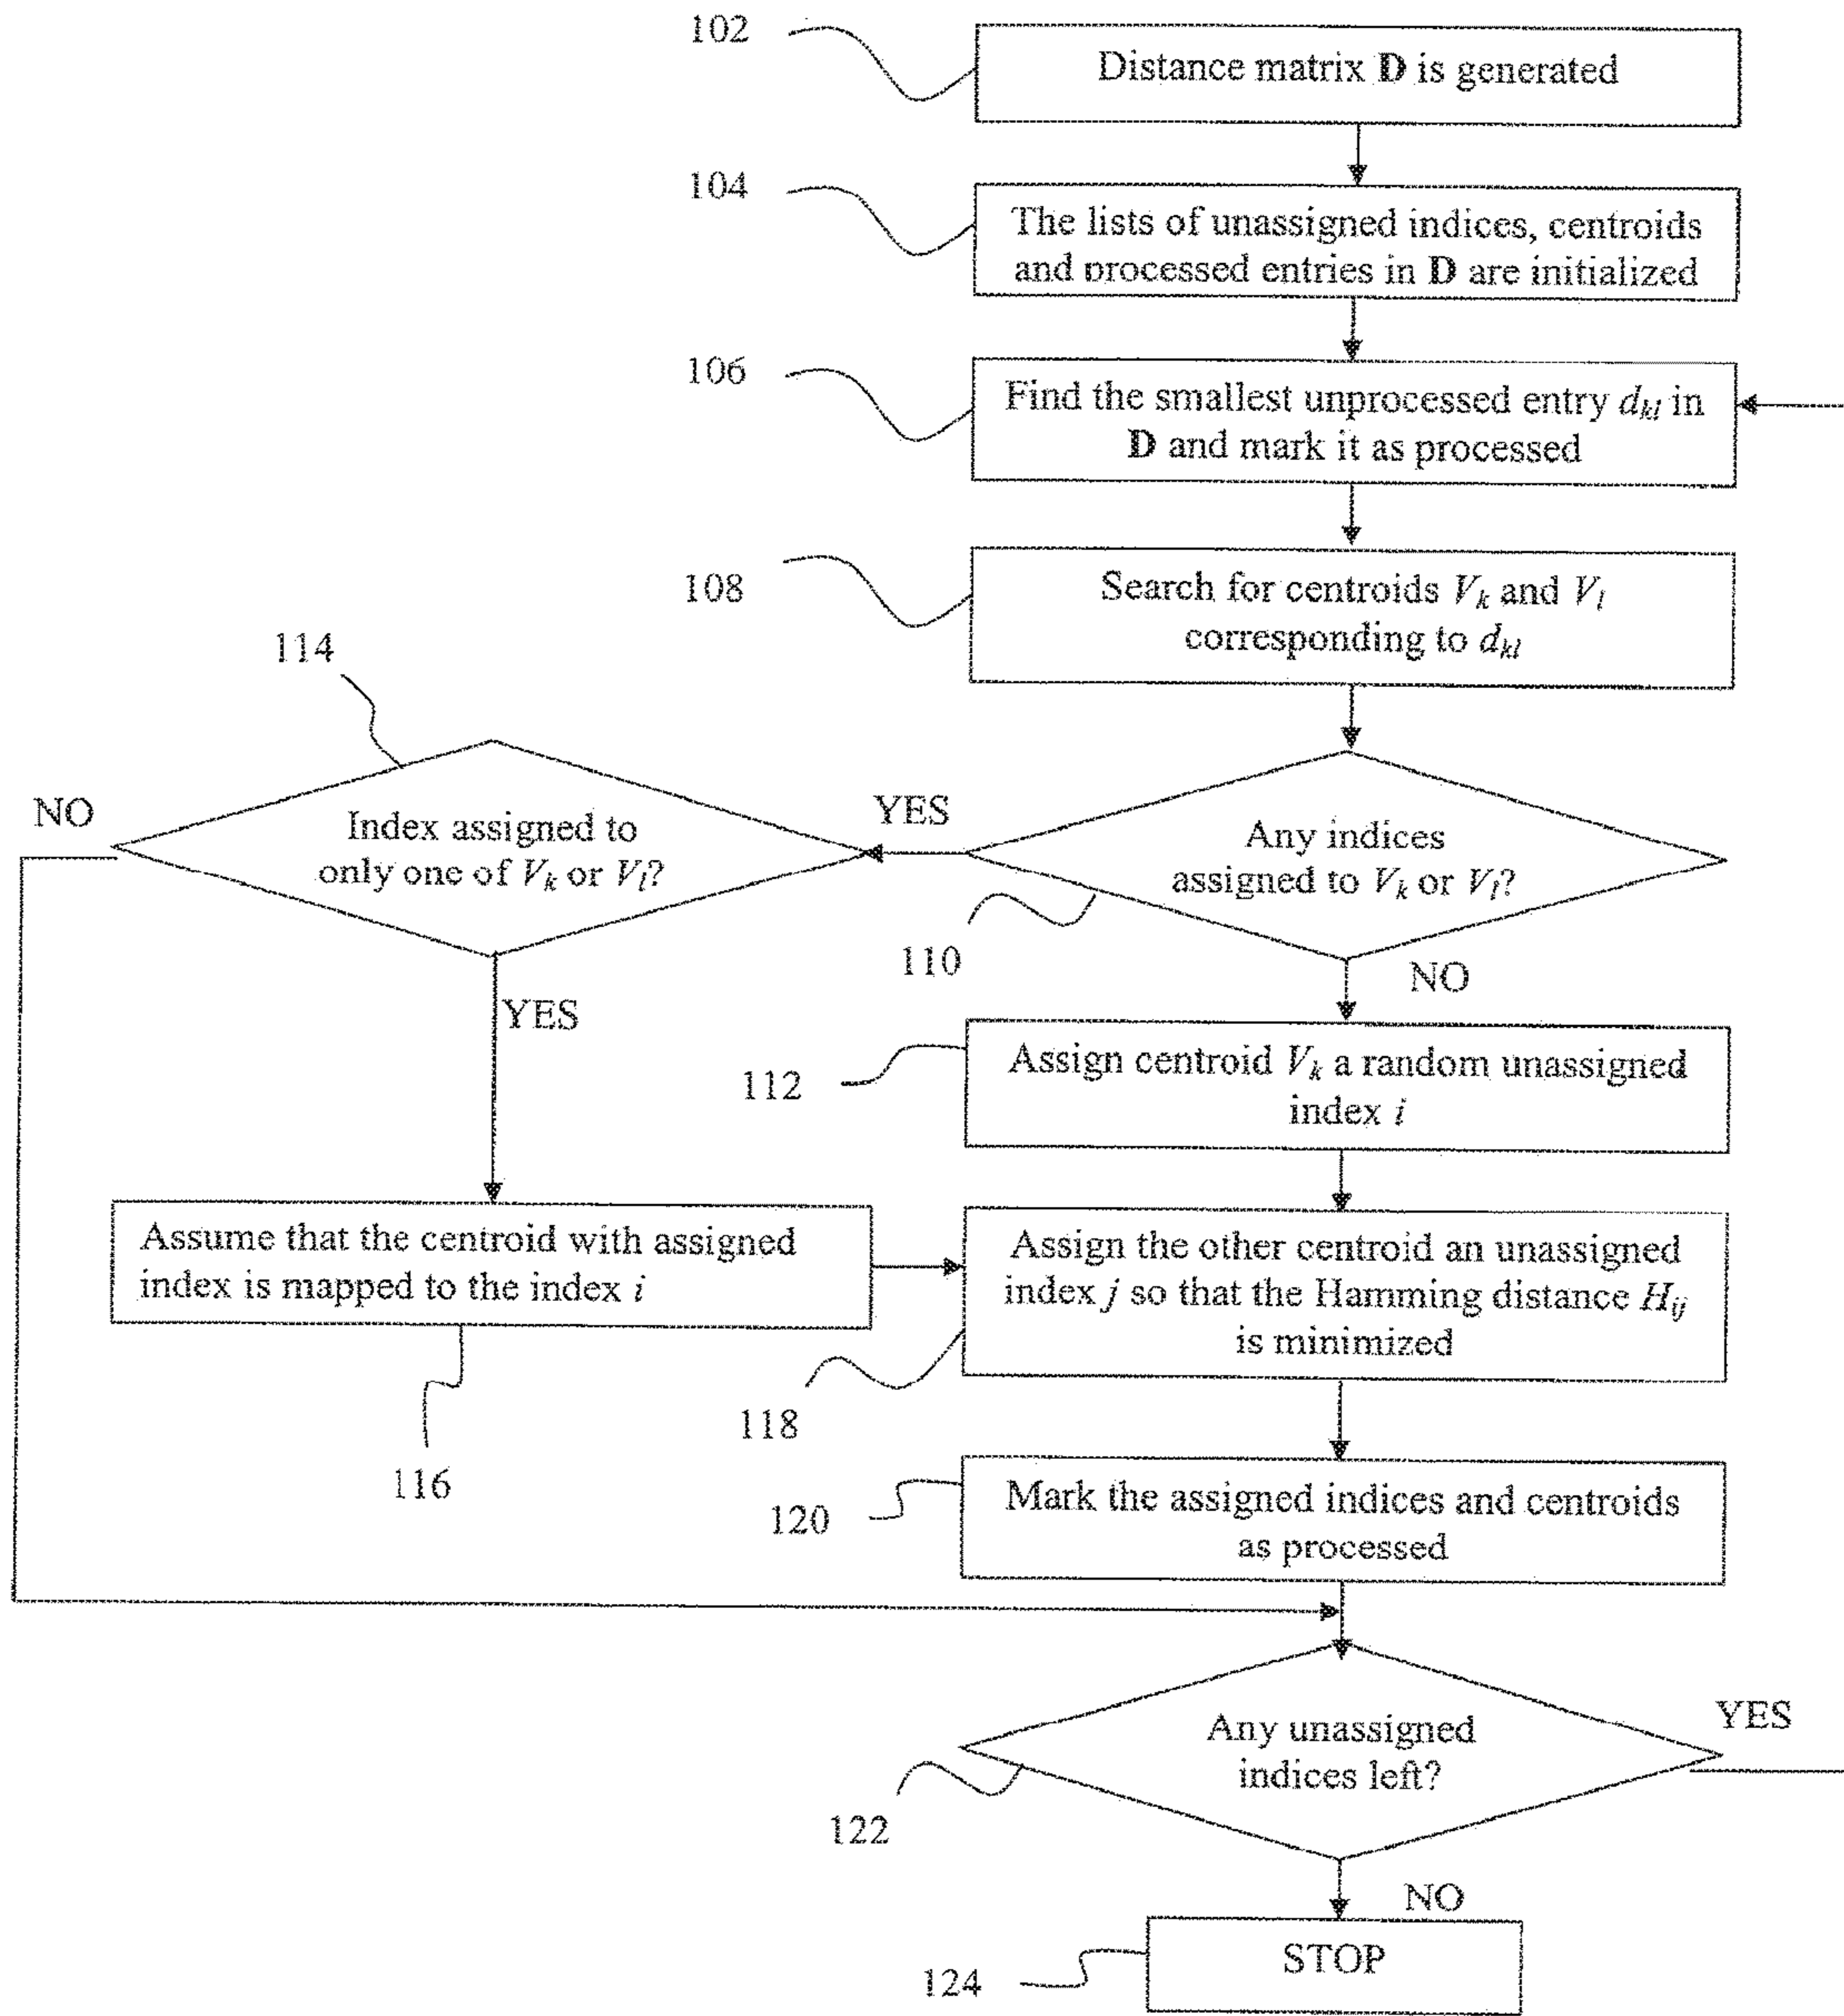 102
Distance matrix D is generated
104
The lists of unassigned indices, centroids
and processed entries in D are initialized
106
Find the smallest unprocessed entry dkl in
D and mark it as processed
108
Search for centroids Vk and Vl
corresponding to dkl
114
NO
Index assigned to
only one of Vk or Vl?
YES
Any indices
assigned to Vk or Vl?
110
NO
YES
112
Assign centroid Vk a random unassigned
index i
Assume that the centroid with assigned
index is mapped to the index i
116
Assign the other centroid an unassigned
index j so that the Hamming distance Hij
is minimized
118
120
Mark the assigned indices and centroids
as processed
Any unassigned
indices left?
YES
122
NO
STOP
124